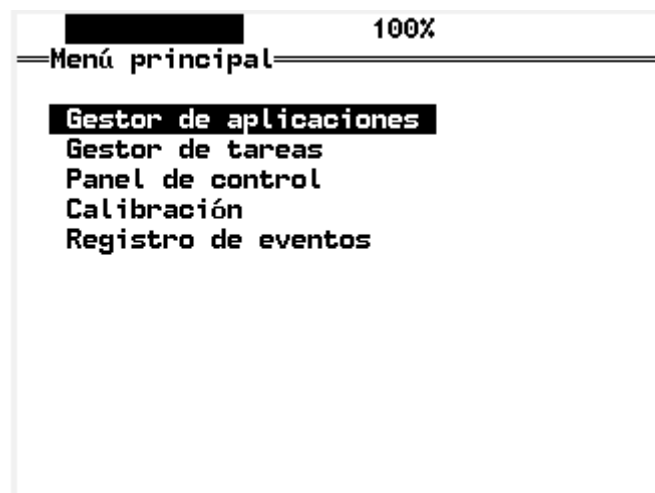 100%
Menú principal
Gestor de aplicaciones
Gestor de tareas
Panel de control
Calibración
Registro de eventos